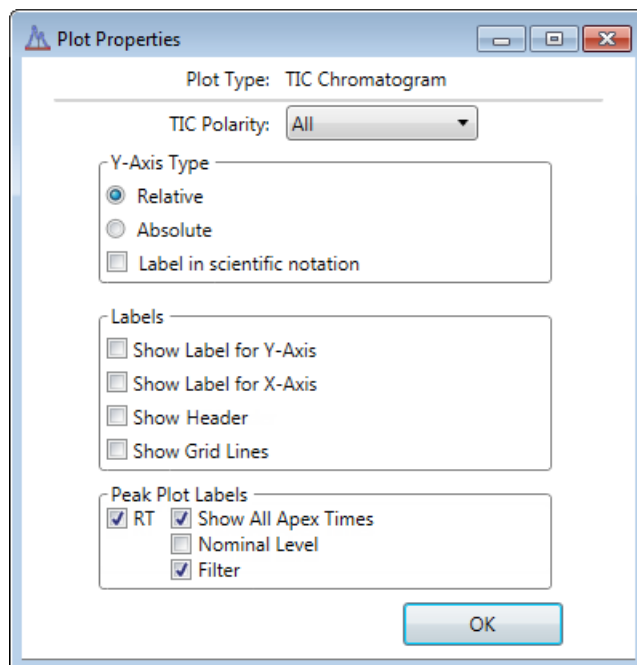 Plot Properties
Plot Type: TIC Chromatogram
TIC Polarity: All
Y-Axis Type
Relative
Absolute
Label in scientific notation
Labels
Show Label for Y-Axis
Show Label for X-Axis
Show Header
Show Grid Lines
Peak Plot Labels
RT Show All Apex Times
Nominal Level
Filter
OK